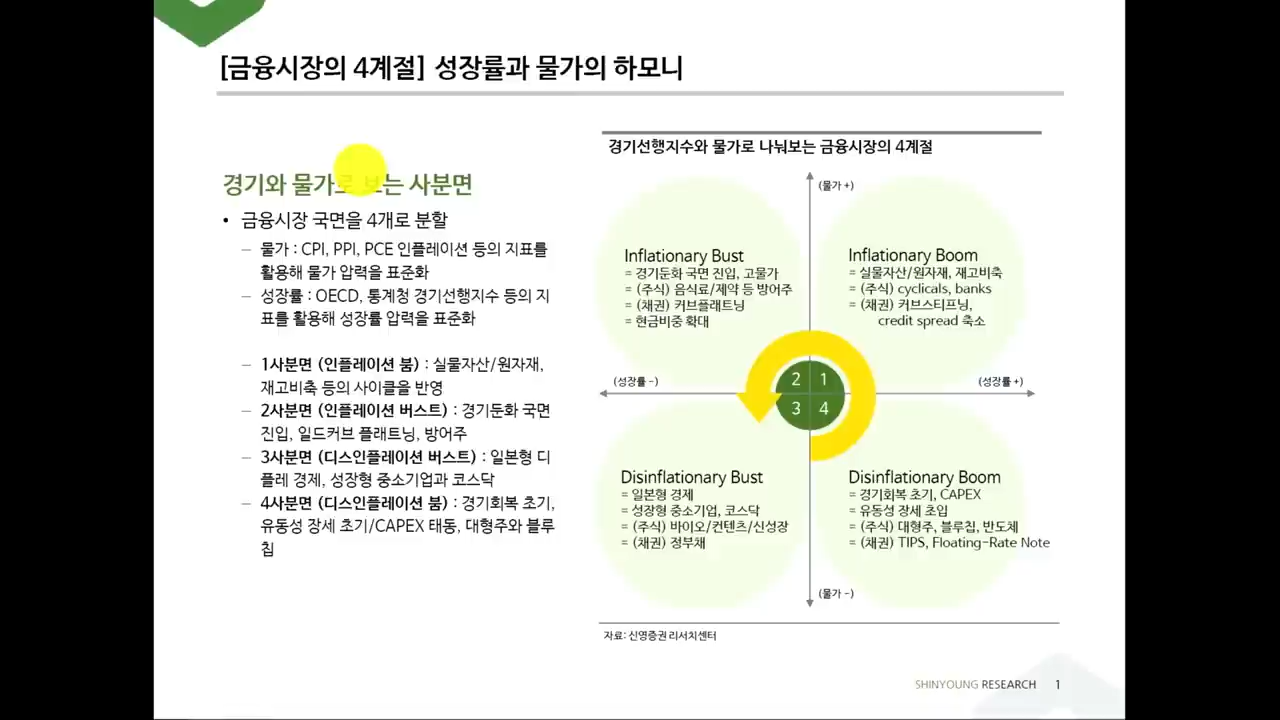 [금융시장의 4계절] 성장률과 물가의 하모니
경기와 물가로 보는 사분면
• 금융시장 국면을 4개로 분할
– 물가 : CPI, PPI, PCE 인플레이션 등의 지표를
활용해 물가 압력을 표준화
– 성장률 : OECD, 통계청 경기선행지수 등의 지
표를 활용해 성장률 압력을 표준화
– 1사분면 (인플레이션 붐) : 실물자산/원자재,
재고비축 등의 사이클을 반영
– 2사분면 (인플레이션 버스트) : 경기둔화 국면
진입, 일드커브 플래트닝, 방어주
– 3사분면 (디스인플레이션 버스트) : 일본형 디
플레 경제, 성장형 중소기업과 코스닥
– 4사분면 (디스인플레이션 붐) : 경기회복 초기,
유동성 장세 초기/CAPEX 태동, 대형주와 블루
칩
경기선행지수와 물가로 나눠보는 금융시장의 4계절
(물가 +)
Inflationary Bust
= 경기둔화 국면 진입, 고물가
= (주식) 음식료/제약 등 방어주
= (채권) 커브플래트닝
= 현금비중 확대
Inflationary Boom
= 실물자산/원자재, 재고비축
= (주식) cyclicals, banks
= (채권) 커브스티프닝,
credit spread 축소
(성장률 -)
2 1
(성장률 +)
3 4
Disinflationary Bust
= 일본형 경제
= 성장형 중소기업, 코스닥
= (주식) 바이오/컨텐츠/신성장
= (채권) 정부채
Disinflationary Boom
= 경기회복 초기, CAPEX
= 유동성 장세 초입
= (주식) 대형주, 블루칩, 반도체
= (채권) TIPS, Floating-Rate Note
(물가 -)
자료: 신영증권 리서치센터
SHINYOUNG RESEARCH 1